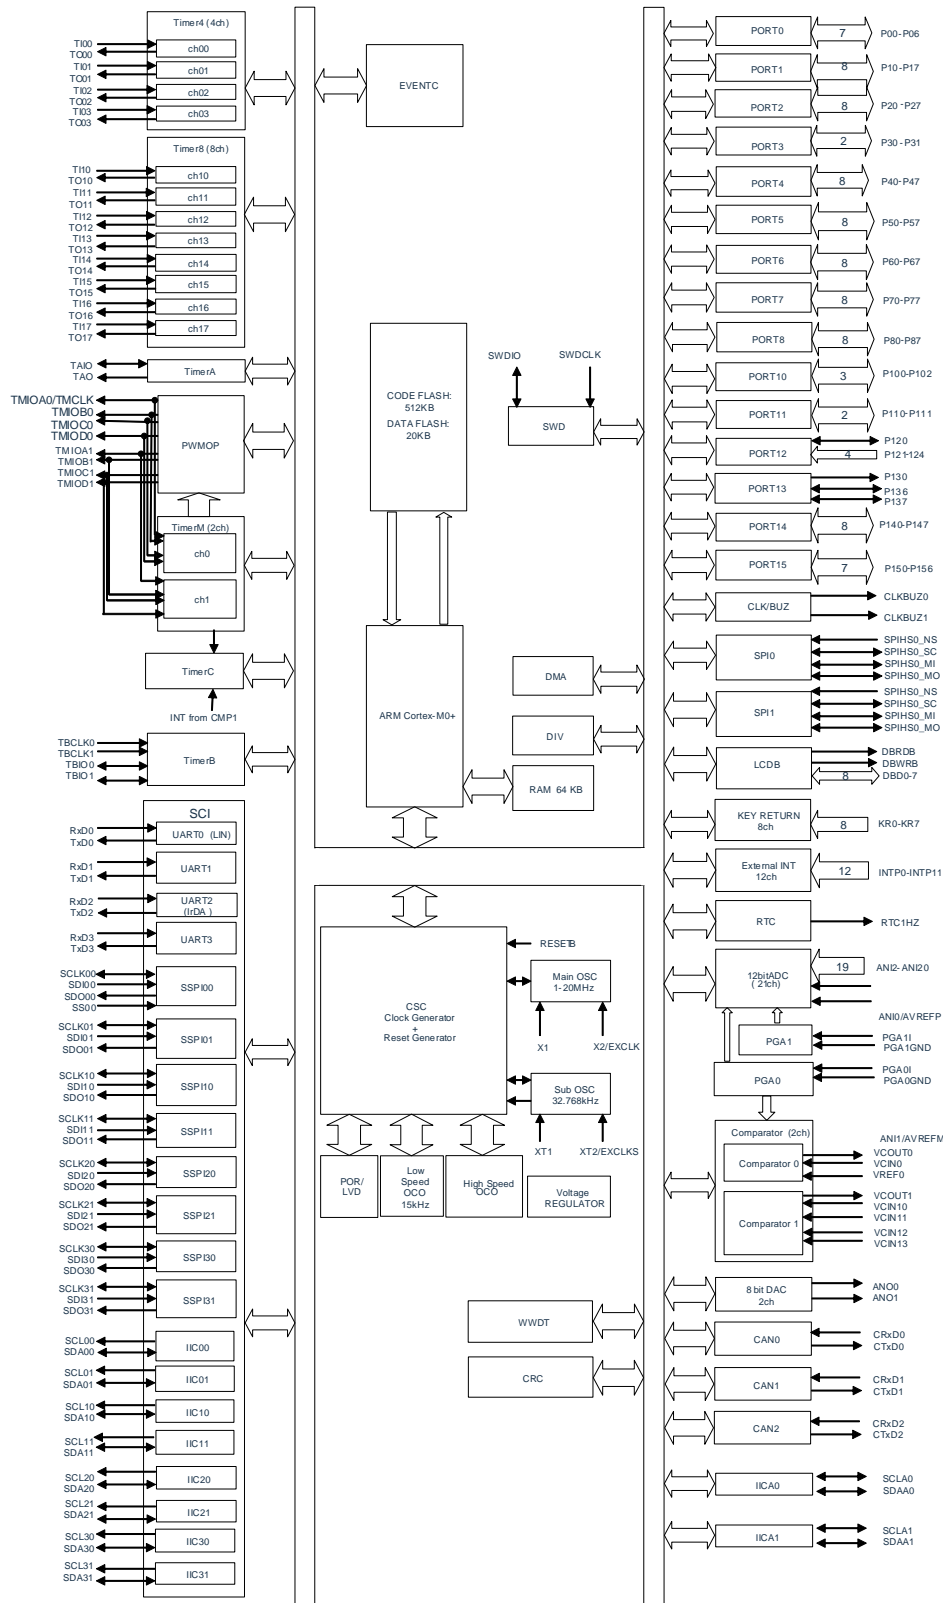 Timer4 (4ch)
TI00
TO00
ch00
TI01
TO01
ch01
TI02
TO02
ch02
TI03
TO03
ch03
Timer8 (8ch)
TI10
TO10
ch10
TI11
TO11
ch11
TI12
TO12
ch12
TI13
TO13
ch13
TI14
TO14
ch14
TI15
TO15
ch15
TI16
TO16
ch16
TI17
TO17
ch17
TAIO
TAO
TimerA
TMIOA0/TMCLK
TMIOB0
TMIOC0
TMIOD0
TMIOA1
TMIOB1
TMIOC1
TMIOD1
PWMOP
TimerM (2ch)
ch0
ch1
TimerC
INT from CMP1
TBCLK0
TBCLK1
TBIO0
TBIO1
TimerB
SCI
RxD0
TxD0
UART0 (LIN)
RxD1
TxD1
UART1
RxD2
TxD2
UART2
(IrDA )
RxD3
TxD3
UART3
SCLK00
SDI00
SDO00
SS00
SSPI00
SCLK01
SDI01
SDO01
SSPI01
SCLK10
SDI10
SDO10
SSPI10
SCLK11
SDI11
SDO11
SSPI11
SCLK20
SDI20
SDO20
SSPI20
SCLK21
SDI21
SDO21
SSPI21
SCLK30
SDI30
SDO30
SSPI30
SCLK31
SDI31
SDO31
SSPI31
SCL00
SDA00
IIC00
SCL01
SDA01
IIC01
SCL10
SDA10
IIC10
SCL11
SDA11
IIC11
SCL20
SDA20
IIC20
SCL21
SDA21
IIC21
SCL30
SDA30
IIC30
SCL31
SDA31
IIC31
EVENTC
CODE FLASH:
512KB
DATA FLASH:
20KB
SWDIO
SWDCLK
SWD
ARM Cortex-M0+
DMA
DIV
RAM 64 KB
CSC
Clock Generator
+
Reset Generator
RESETB
Main OSC
1-20MHz
X1
X2/EXCLK
Sub OSC
32.768kHz
XT1
XT2/EXCLKS
POR/
LVD
Low
Speed
OCO
15kHz
High Speed
OCO
Voltage
REGULATOR
WWDT
CRC
PORT0
7
P00-P06
PORT1
8
P10-P17
PORT2
8
P20 -P27
PORT3
2
P30 -P31
PORT4
8
P40-P47
PORT5
8
P50-P57
PORT6
8
P60-P67
PORT7
8
P70-P77
PORT8
8
P80-P87
PORT10
3
P100-P102
PORT11
2
P110-P111
PORT12
P120
4
P121-124
PORT13
P130
P136
P137
PORT14
8
P140-P147
PORT15
7
P150-P156
CLK/BUZ
CLKBUZ0
CLKBUZ1
SPI0
SPIHS0_NS
SPIHS0_SC
SPIHS0_MI
SPIHS0_MO
SPI1
SPIHS0_NS
SPIHS0_SC
SPIHS0_MI
SPIHS0_MO
LCDB
DBRDB
DBWRB
8
DBD0-7
KEY RETURN
8ch
8
KR0-KR7
External INT
12ch
12
INTP0-INTP11
RTC
RTC1HZ
12bitADC
( 21ch)
19
ANI2-ANI20
ANI0/AVREFP
PGA1
PGA1I
PGA1GND
PGA0
PGA0I
PGA0GND
Comparator (2ch)
ANI1/AVREFM
Comparator 0
VCOUT0
VCIN0
VREF0
Comparator 1
VCOUT1
VCIN10
VCIN11
VCIN12
VCIN13
8 bit DAC
2ch
ANO0
ANO1
CAN0
CRxD0
CTxD0
CAN1
CRxD1
CTxD1
CAN2
CRxD2
CTxD2
IICA0
SCLA0
SDAA0
IICA1
SCLA1
SDAA1